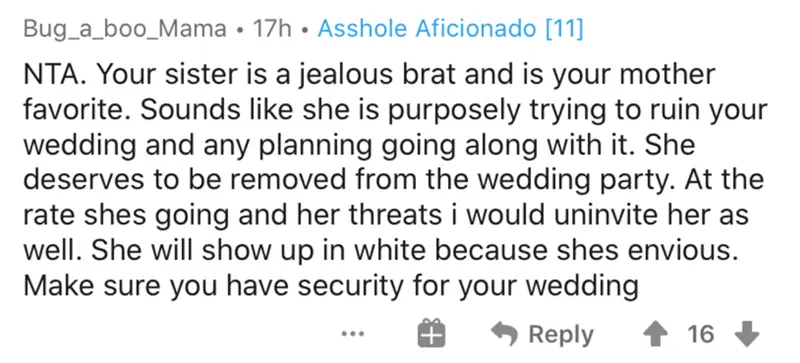 Bug_a_boo_Mama • 17h • Asshole Aficionado [11]
NTA. Your sister is a jealous brat and is your mother
favorite. Sounds like she is purposely trying to ruin your
wedding and any planning going along with it. She
deserves to be removed from the wedding party. At the
rate shes going and her threats i would uninvite her as
well. She will show up in white because shes envious.
Make sure you have security for your wedding
... Reply 16